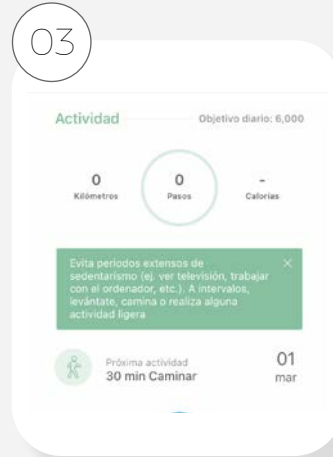 03
Actividad
Objetivo diario: 6,000
0
Kilómetros
0
Pasos
-
Calorías
Evita periodos extensos de
sedentarismo (ej. ver televisión, trabajar
con el ordenador, etc.). A intervalos,
levántate, camina o realiza alguna
actividad ligera
Próxima actividad
30 min Caminar
01
mar